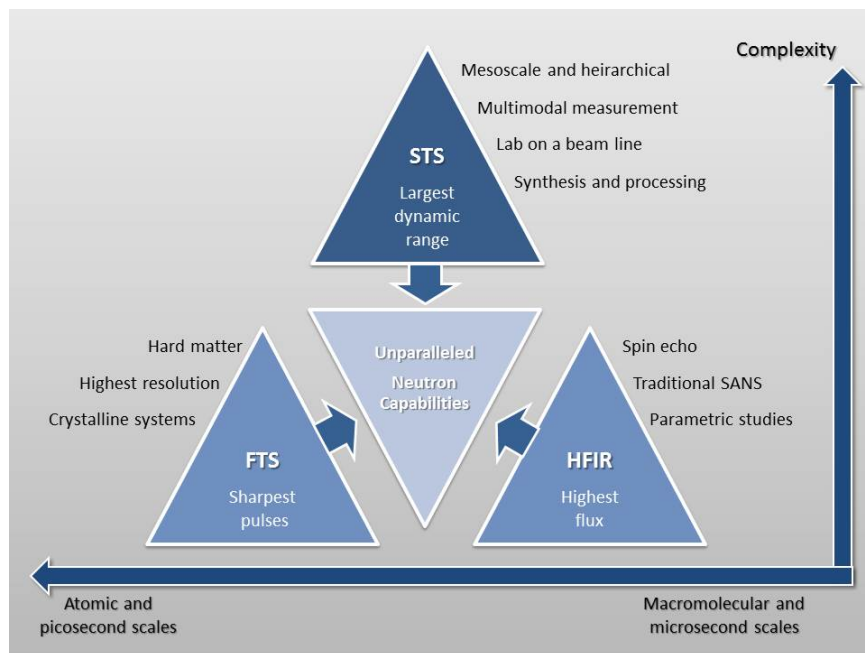 Complexity
Mesoscale and heirarchical
Multimodal measurement
Lab on a beam line
Synthesis and processing
STS
Largest
dynamic
range
Hard matter
Highest resolution
Crystalline systems
FTS
Sharpest
pulses
Unparalleled
Neutron
Capabilities
Spin echo
Traditional SANS
Parametric studies
HFIR
Highest
flux
Atomic and
picosecond scales
Macromolecular and
microsecond scales